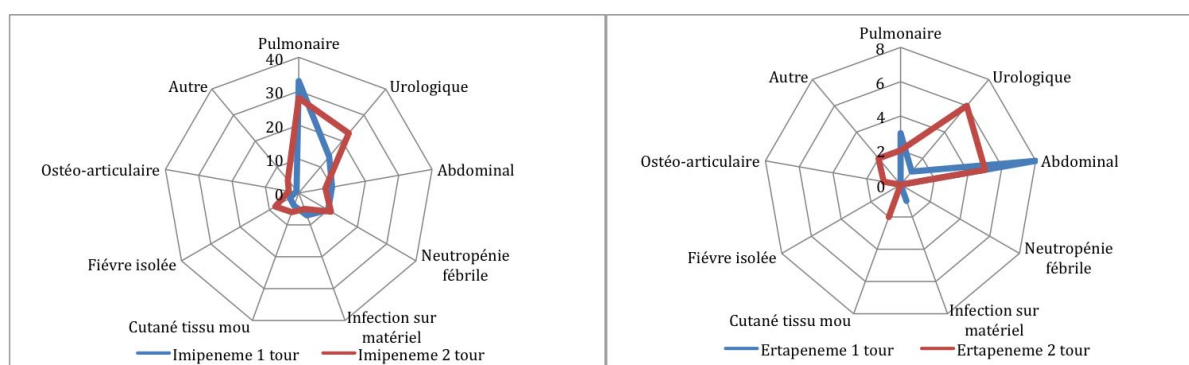 Pulmonaire
40
30
20
10
0
Urologique
Abdominal
Neutropénie
fébrile
Infection sur
matériel
Cutané tissu mou
Fiévre isolée
Ostéo-articulaire
Autre
Imipeneme 1 tour
Imipeneme 2 tour
Pulmonaire
8
6
4
2
0
Urologique
Abdominal
Neutropénie
fébrile
Infection sur
matériel
Cutané tissu mou
Fiévre isolée
Ostéo-articulaire
Autre
Ertapeneme 1 tour
Ertapeneme 2 tour